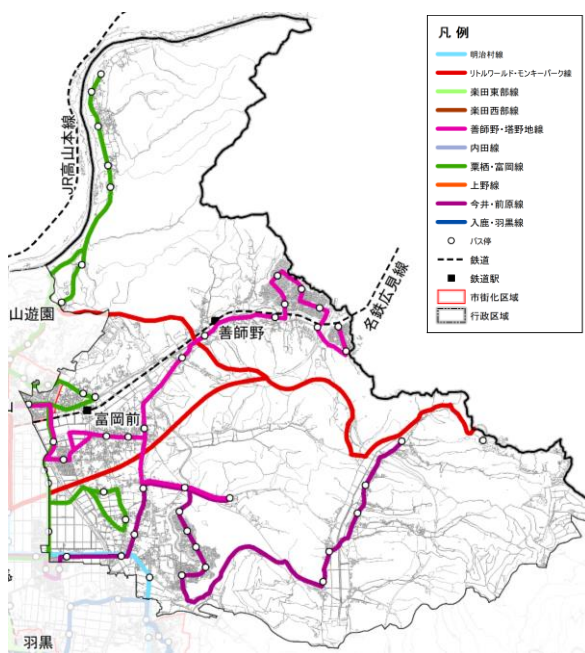 凡 例
明治村線
リトルワールド・モンキーパーク線
楽田東部線
楽田西部線
善師野・塔野地線
内田線
栗栖・富岡線
上野線
今井・前原線
入鹿・羽黒線
バス停
鉄道
鉄道駅
市街化区域
行政区域
JR高山本線
名鉄広見線
山遊園
善師野
富岡前
羽黒